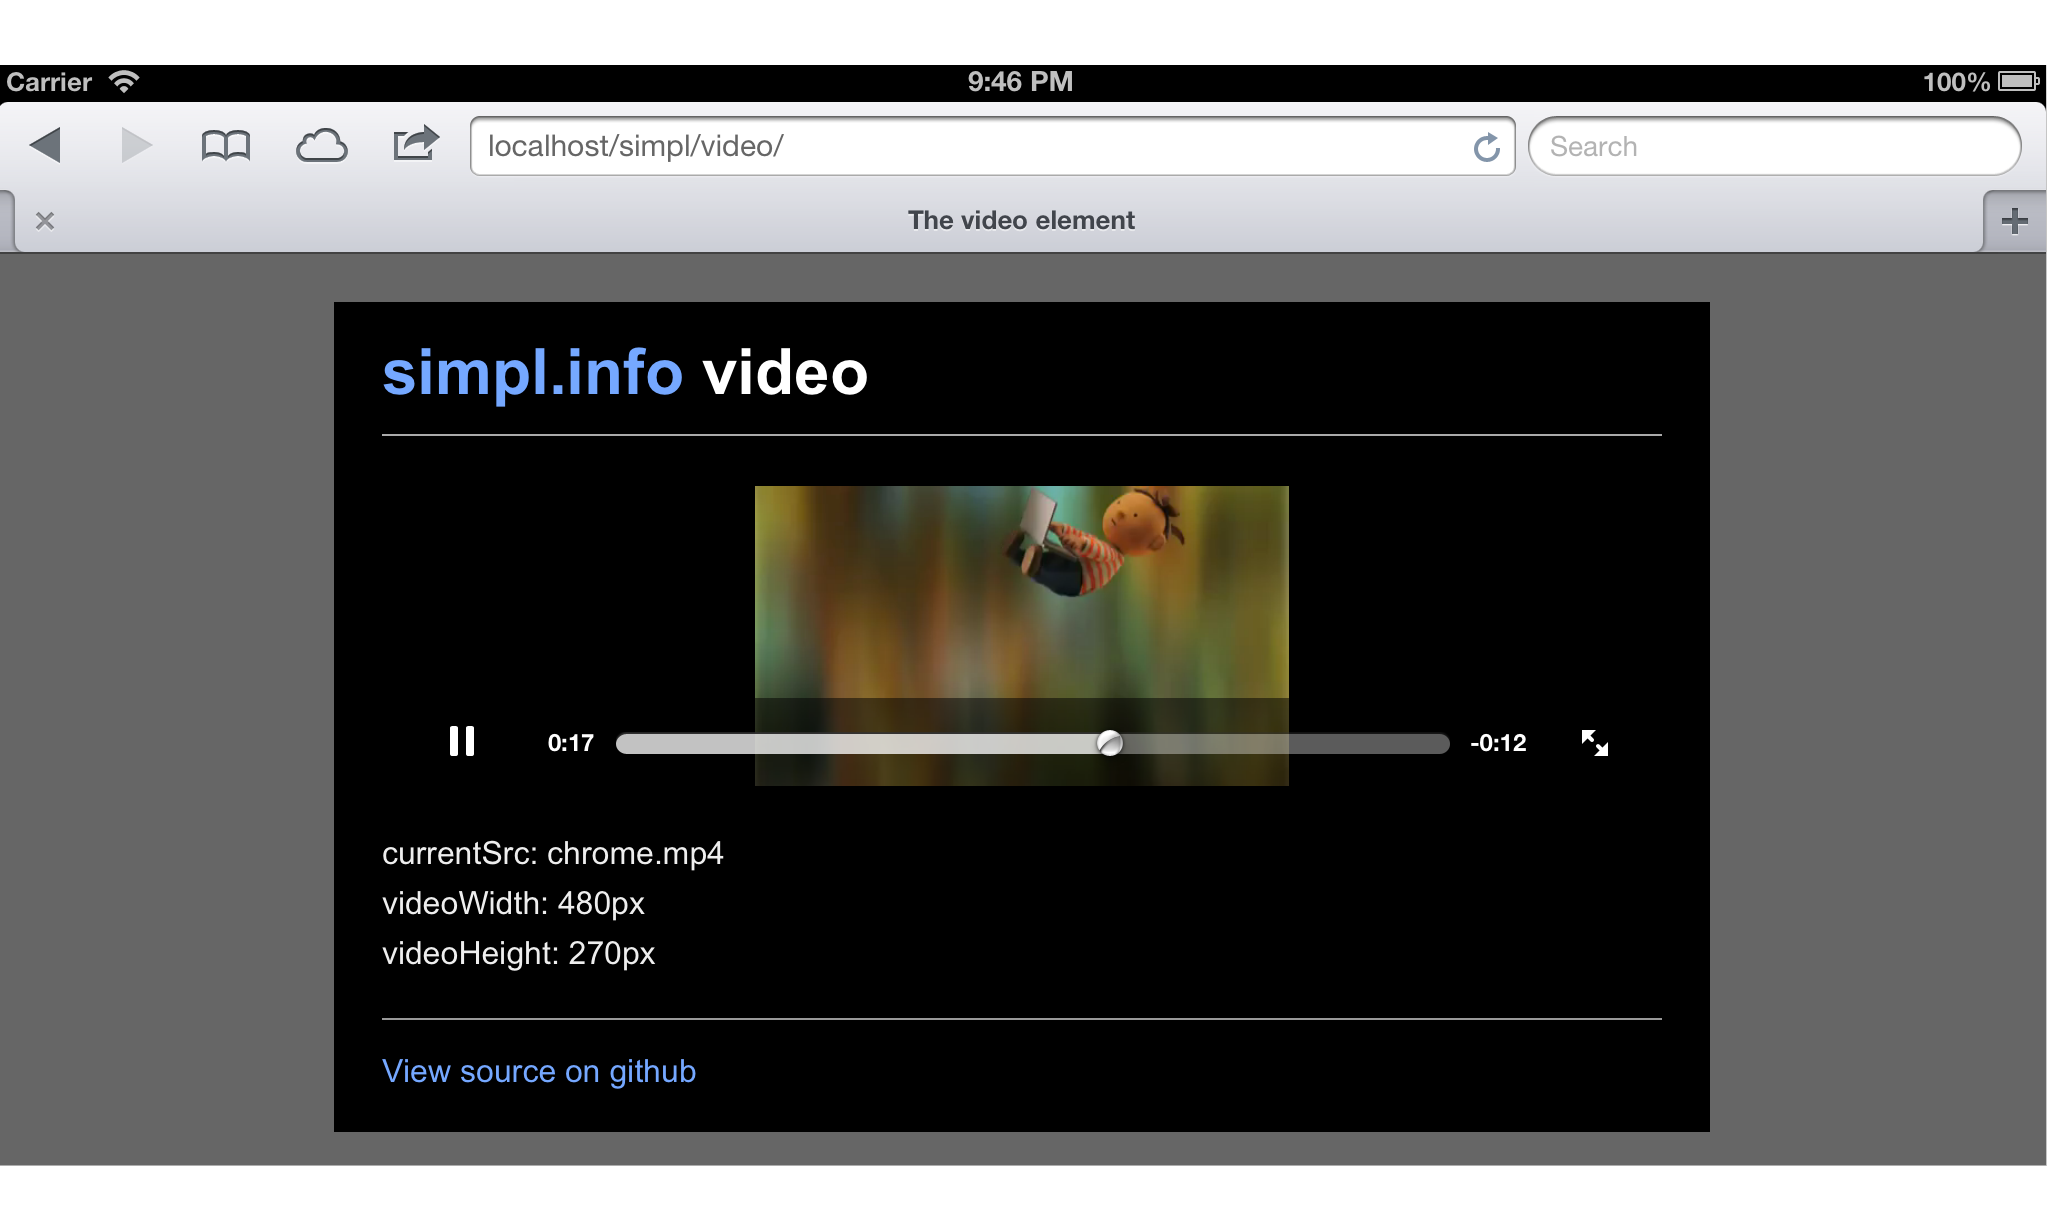 Carrier 9:46 PM 100%
localhost/simpl/video/ Search
The video element
simpl.info video
0:17 -0:12
currentSrc: chrome.mp4
videoWidth: 480px
videoHeight: 270px
View source on github